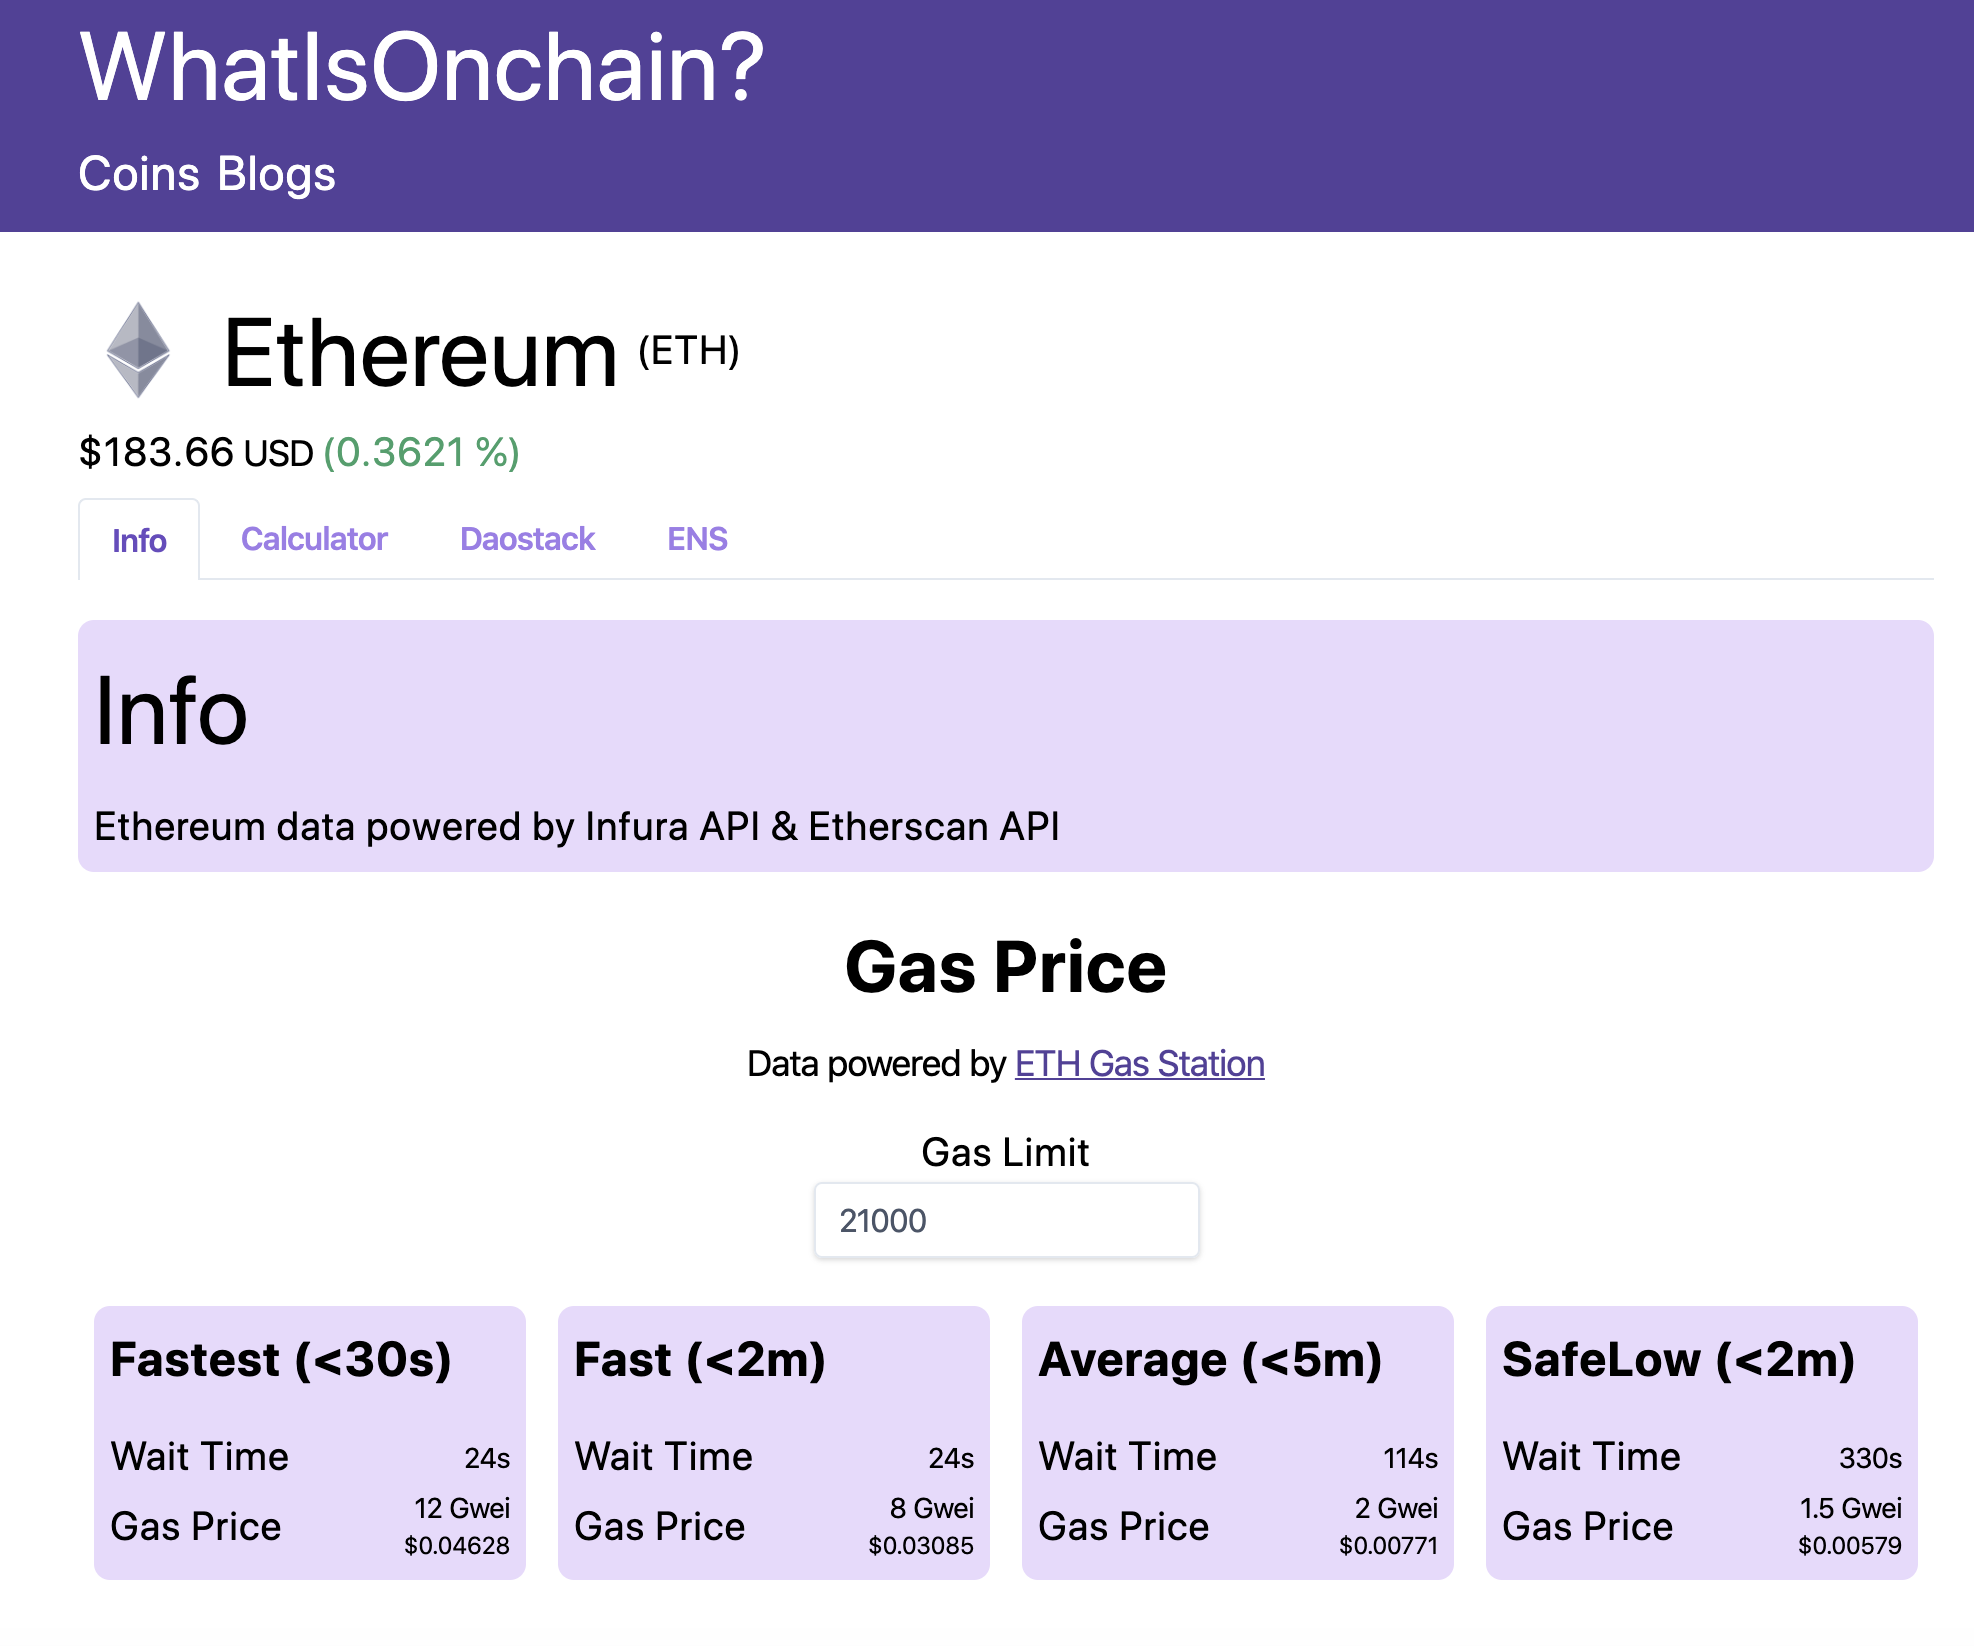 WhatIsOnchain?
Coins Blogs
Ethereum (ETH)
$183.66 USD (0.3621 %)
Info Calculator Daostack ENS
Info
Ethereum data powered by Infura API & Etherscan API
Gas Price
Data powered by ETH Gas Station
Gas Limit
21000
Fastest (<30s)
Wait Time 24s
Gas Price 12 Gwei
$0.04628
Fast (<2m)
Wait Time 24s
Gas Price 8 Gwei
$0.03085
Average (<5m)
Wait Time 114s
Gas Price 2 Gwei
$0.00771
SafeLow (<2m)
Wait Time 330s
Gas Price 1.5 Gwei
$0.00579